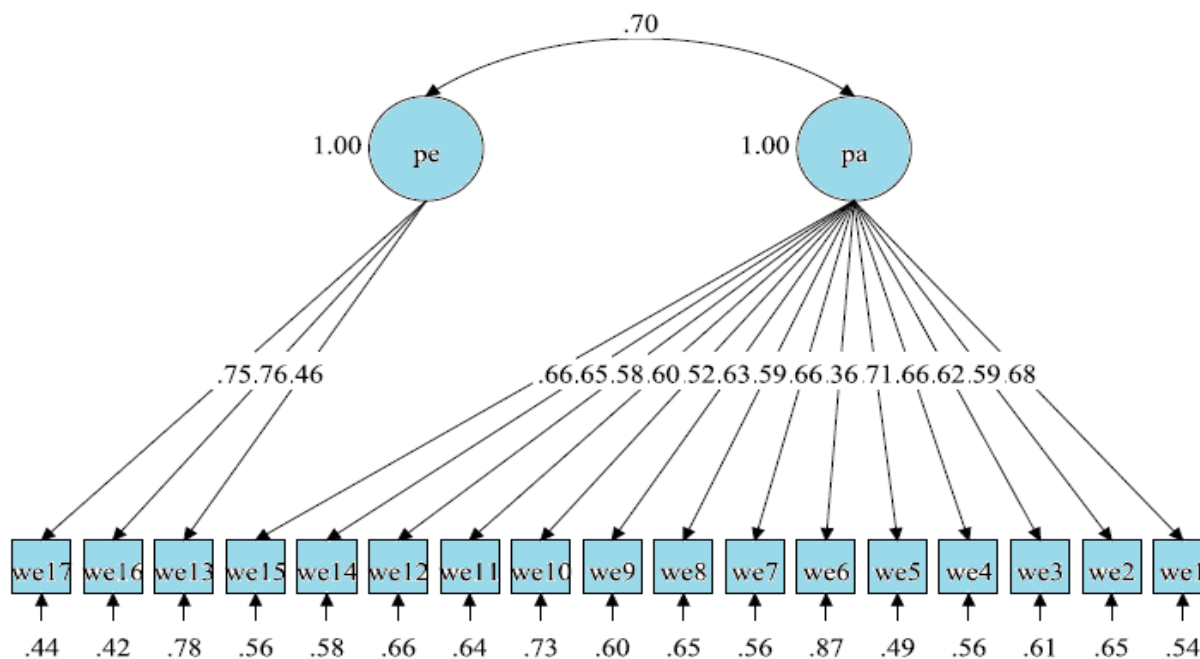 .70
1.00 pe 1.00 pa
.75 .76 .46 .66 .65 .58 .60 .52 .63 .59 .66 .36 .71 .66 .62 .59 .68
we17 we16 we13 we15 we14 we12 we11 we10 we9 we8 we7 we6 we5 we4 we3 we2 we1
.44 .42 .78 .56 .58 .66 .64 .73 .60 .65 .56 .87 .49 .56 .61 .65 .54